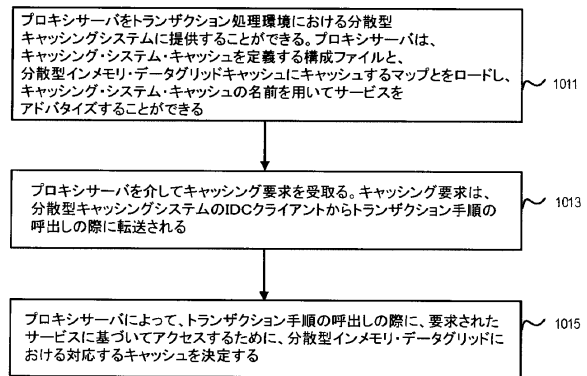 プロキシサーバをトランザクション処理環境における分散型
キャッシングシステムに提供することができる。プロキシサーバは、
キャッシング・システム・キャッシュを定義する構成ファイルと、
分散型インメモリ・データグリッドキャッシュにキャッシュするマップとをロードし、
キャッシング・システム・キャッシュの名前を用いてサービスを
アドバタイズすることができる
1011
プロキシサーバを介してキャッシング要求を受取る。キャッシング要求は、
分散型キャッシングシステムのIDCクライアントからトランザクション手順の
呼出しの際に転送される
1013
プロキシサーバによって、トランザクション手順の呼出しの際に、要求された
サービスに基づいてアクセスするために、分散型インメモリ・データグリッドに
おける対応するキャッシュを決定する
1015